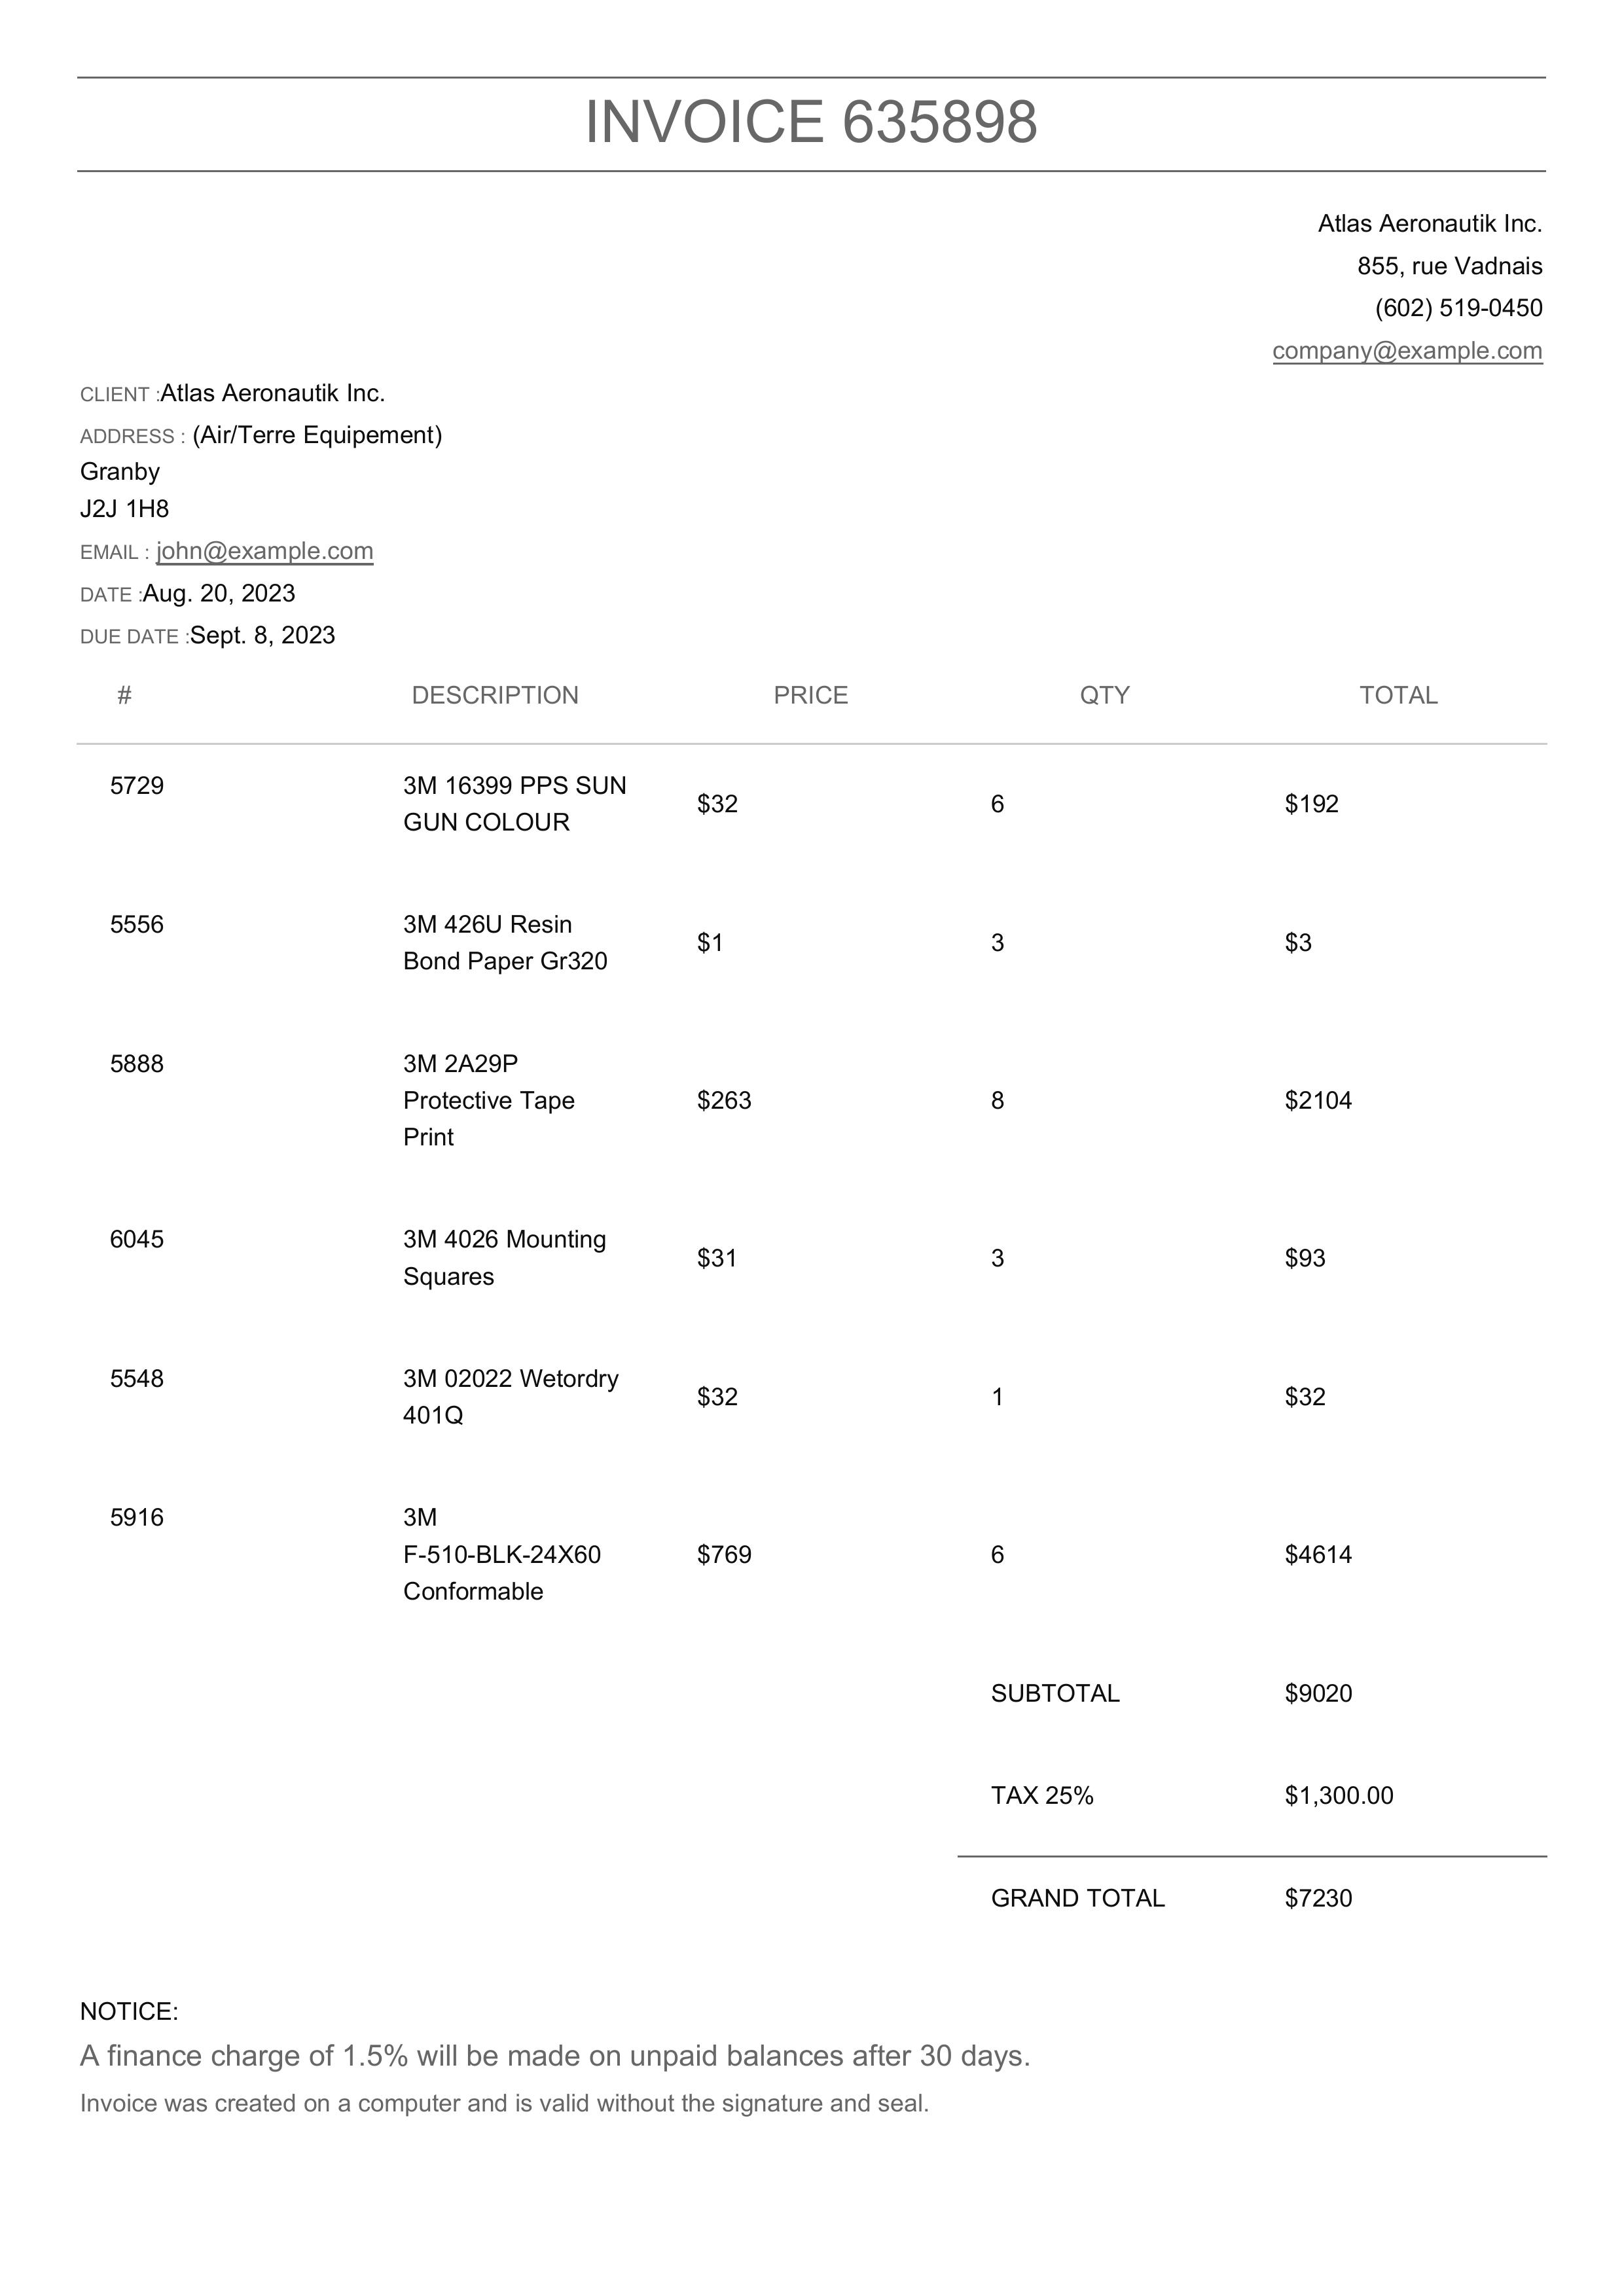 INVOICE 635898
Atlas Aeronautik Inc.
855, rue Vadnais
(602) 519-0450
company@example.com
CLIENT :Atlas Aeronautik Inc.
ADDRESS : (Air/Terre Equipement)
Granby
J2J 1H8
EMAIL : john@example.com
DATE :Aug. 20, 2023
DUE DATE :Sept. 8, 2023
# DESCRIPTION PRICE QTY TOTAL
5729 3M 16399 PPS SUN
GUN COLOUR $32 6 $192
5556 3M 426U Resin
Bond Paper Gr320 $1 3 $3
5888 3M 2A29P
Protective Tape $263 8 $2104
Print
6045 3M 4026 Mounting
Squares $31 3 $93
5548 3M 02022 Wetordry
401Q $32 1 $32
5916 3M
F-510-BLK-24X60 $769 6 $4614
Conformable
SUBTOTAL $9020
TAX 25% $1,300.00
GRAND TOTAL $7230
NOTICE:
A finance charge of 1.5% will be made on unpaid balances after 30 days.
Invoice was created on a computer and is valid without the signature and seal.